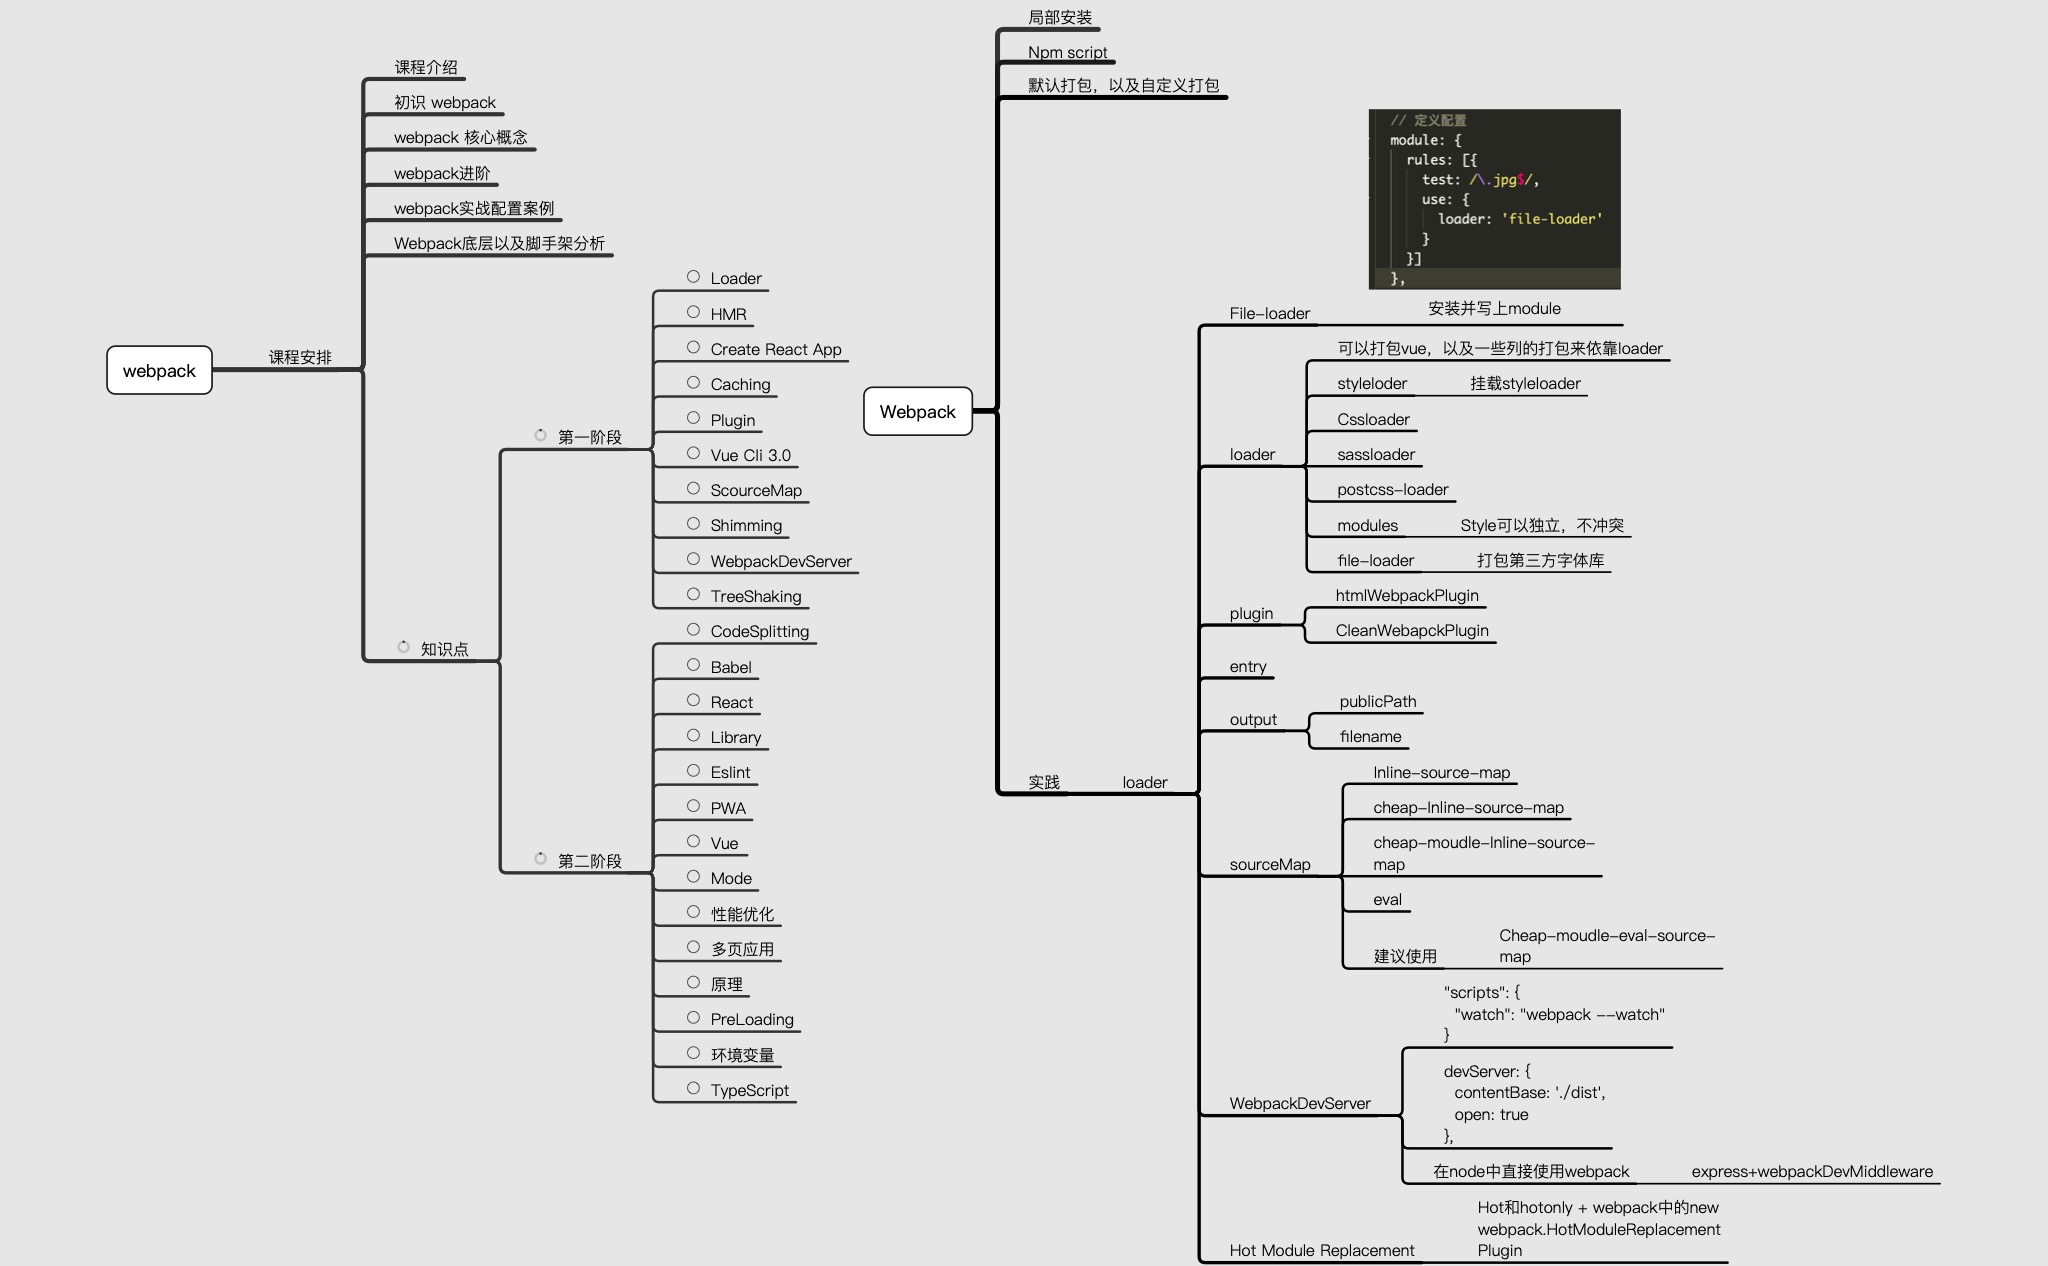 webpack
课程安排
课程介绍
初识 webpack
webpack 核心概念
webpack进阶
webpack实战配置案例
Webpack底层以及脚手架分析
知识点
第一阶段
Loader
HMR
Create React App
Caching
Plugin
Vue Cli 3.0
ScourceMap
Shimming
WebpackDevServer
TreeShaking
第二阶段
CodeSplitting
Babel
React
Library
Eslint
PWA
Vue
Mode
性能优化
多页应用
原理
PreLoading
环境变量
TypeScript
Webpack
局部安装
Npm script
默认打包，以及自定义打包
实践
loader
// 定义配置
module: {
rules: [{
test: /\.jpg$/,
use: {
loader: 'file-loader'
}
}]
},
File-loader
安装并写上module
loader
可以打包vue，以及一些列的打包来依靠loader
styleloder
挂载styleloader
Cssloader
sassloader
postcss-loader
modules
Style可以独立，不冲突
file-loader
打包第三方字体库
plugin
htmlWebpackPlugin
CleanWebapckPlugin
entry
output
publicPath
filename
sourceMap
Inline-source-map
cheap-Inline-source-map
cheap-moudle-Inline-source-
map
eval
建议使用
Cheap-moudle-eval-source-
map
WebpackDevServer
"scripts": {
"watch": "webpack --watch"
}
devServer: {
contentBase: './dist',
open: true
},
在node中直接使用webpack
express+webpackDevMiddleware
Hot Module Replacement
Hot和hotonly + webpack中的new
webpack.HotModuleReplacement
Plugin